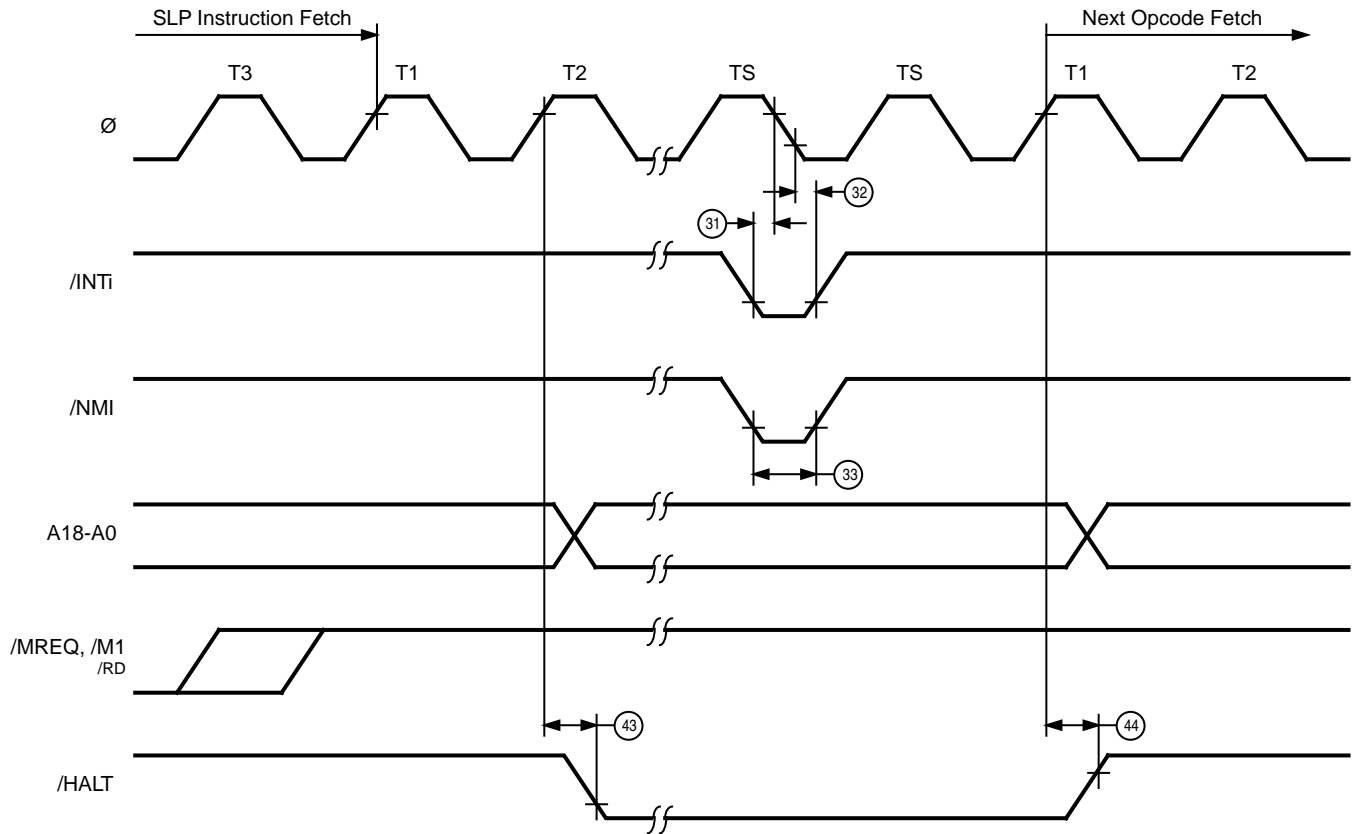 SLP Instruction Fetch
Next Opcode Fetch
T3 T1 T2 TS TS T1 T2
Ø
32
31
/INTi
/NMI
33
A18-A0
/MREQ, /M1
/RD
43
44
/HALT